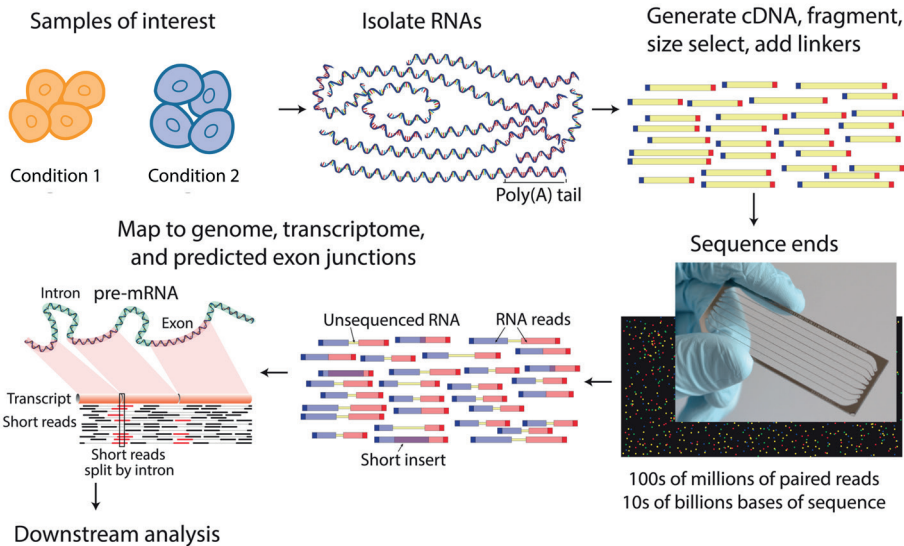 Samples of interest
Isolate RNAs
Generate cDNA, fragment,
size select, add linkers
Condition 1
Condition 2
Poly(A) tail
Map to genome, transcriptome,
and predicted exon junctions
Sequence ends
Intron
pre-mRNA
Exon
Unsequenced RNA
RNA reads
Transcript
Short reads
Short reads
split by intron
Short insert
100s of millions of paired reads
10s of billions bases of sequence
Downstream analysis